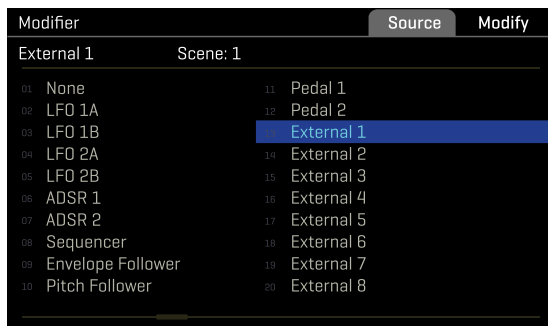 Modifier Source Modify
External 1 Scene: 1
01 None
02 LFO 1A
03 LFO 1B
04 LFO 2A
05 LFO 2B
06 ADSR 1
07 ADSR 2
08 Sequencer
09 Envelope Follower
10 Pitch Follower
11 Pedal 1
12 Pedal 2
13 External 1
14 External 2
15 External 3
16 External 4
17 External 5
18 External 6
19 External 7
20 External 8